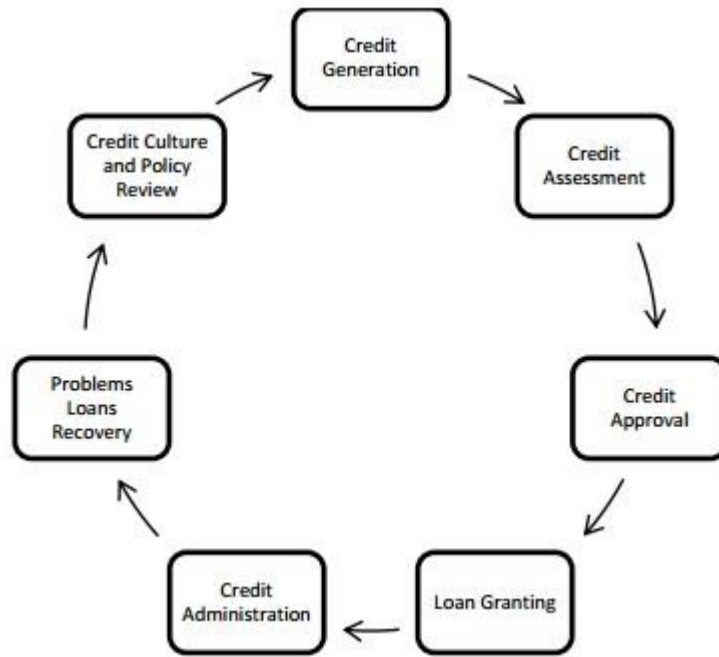 Credit
Generation
Credit
Assessment
Credit
Approval
Loan Granting
Credit
Administration
Problems
Loans
Recovery
Credit Culture
and Policy
Review